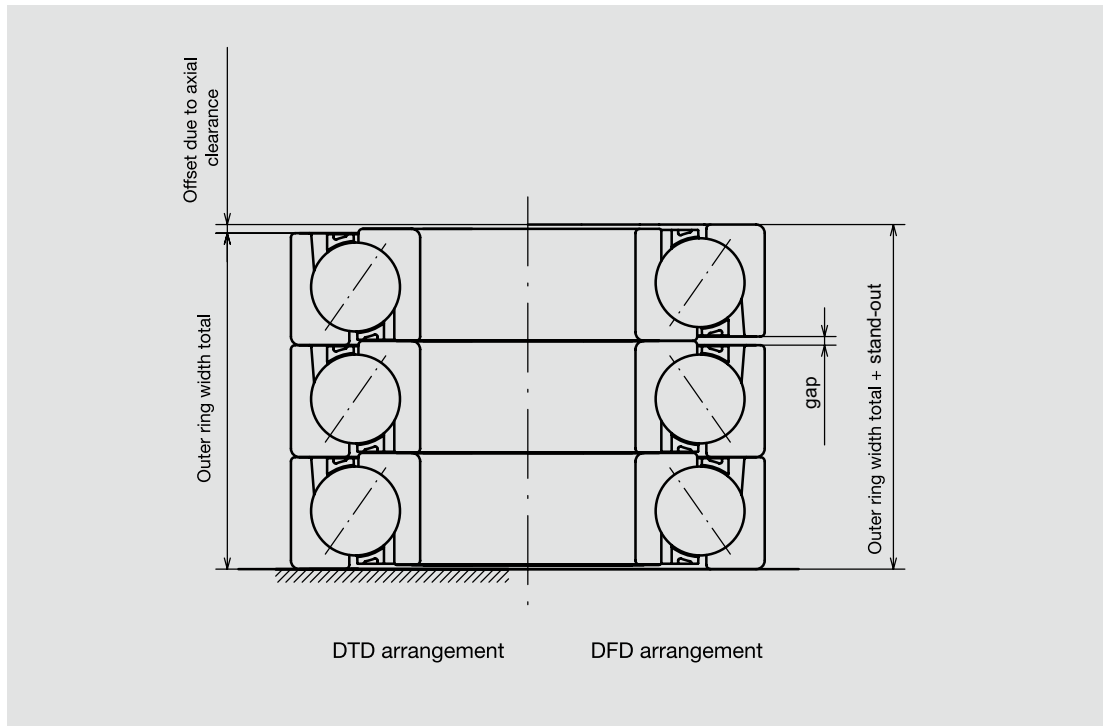 Offset due to axial
clearance
Outer ring width total
gap
Outer ring width total + stand-out
DTD arrangement
DFD arrangement